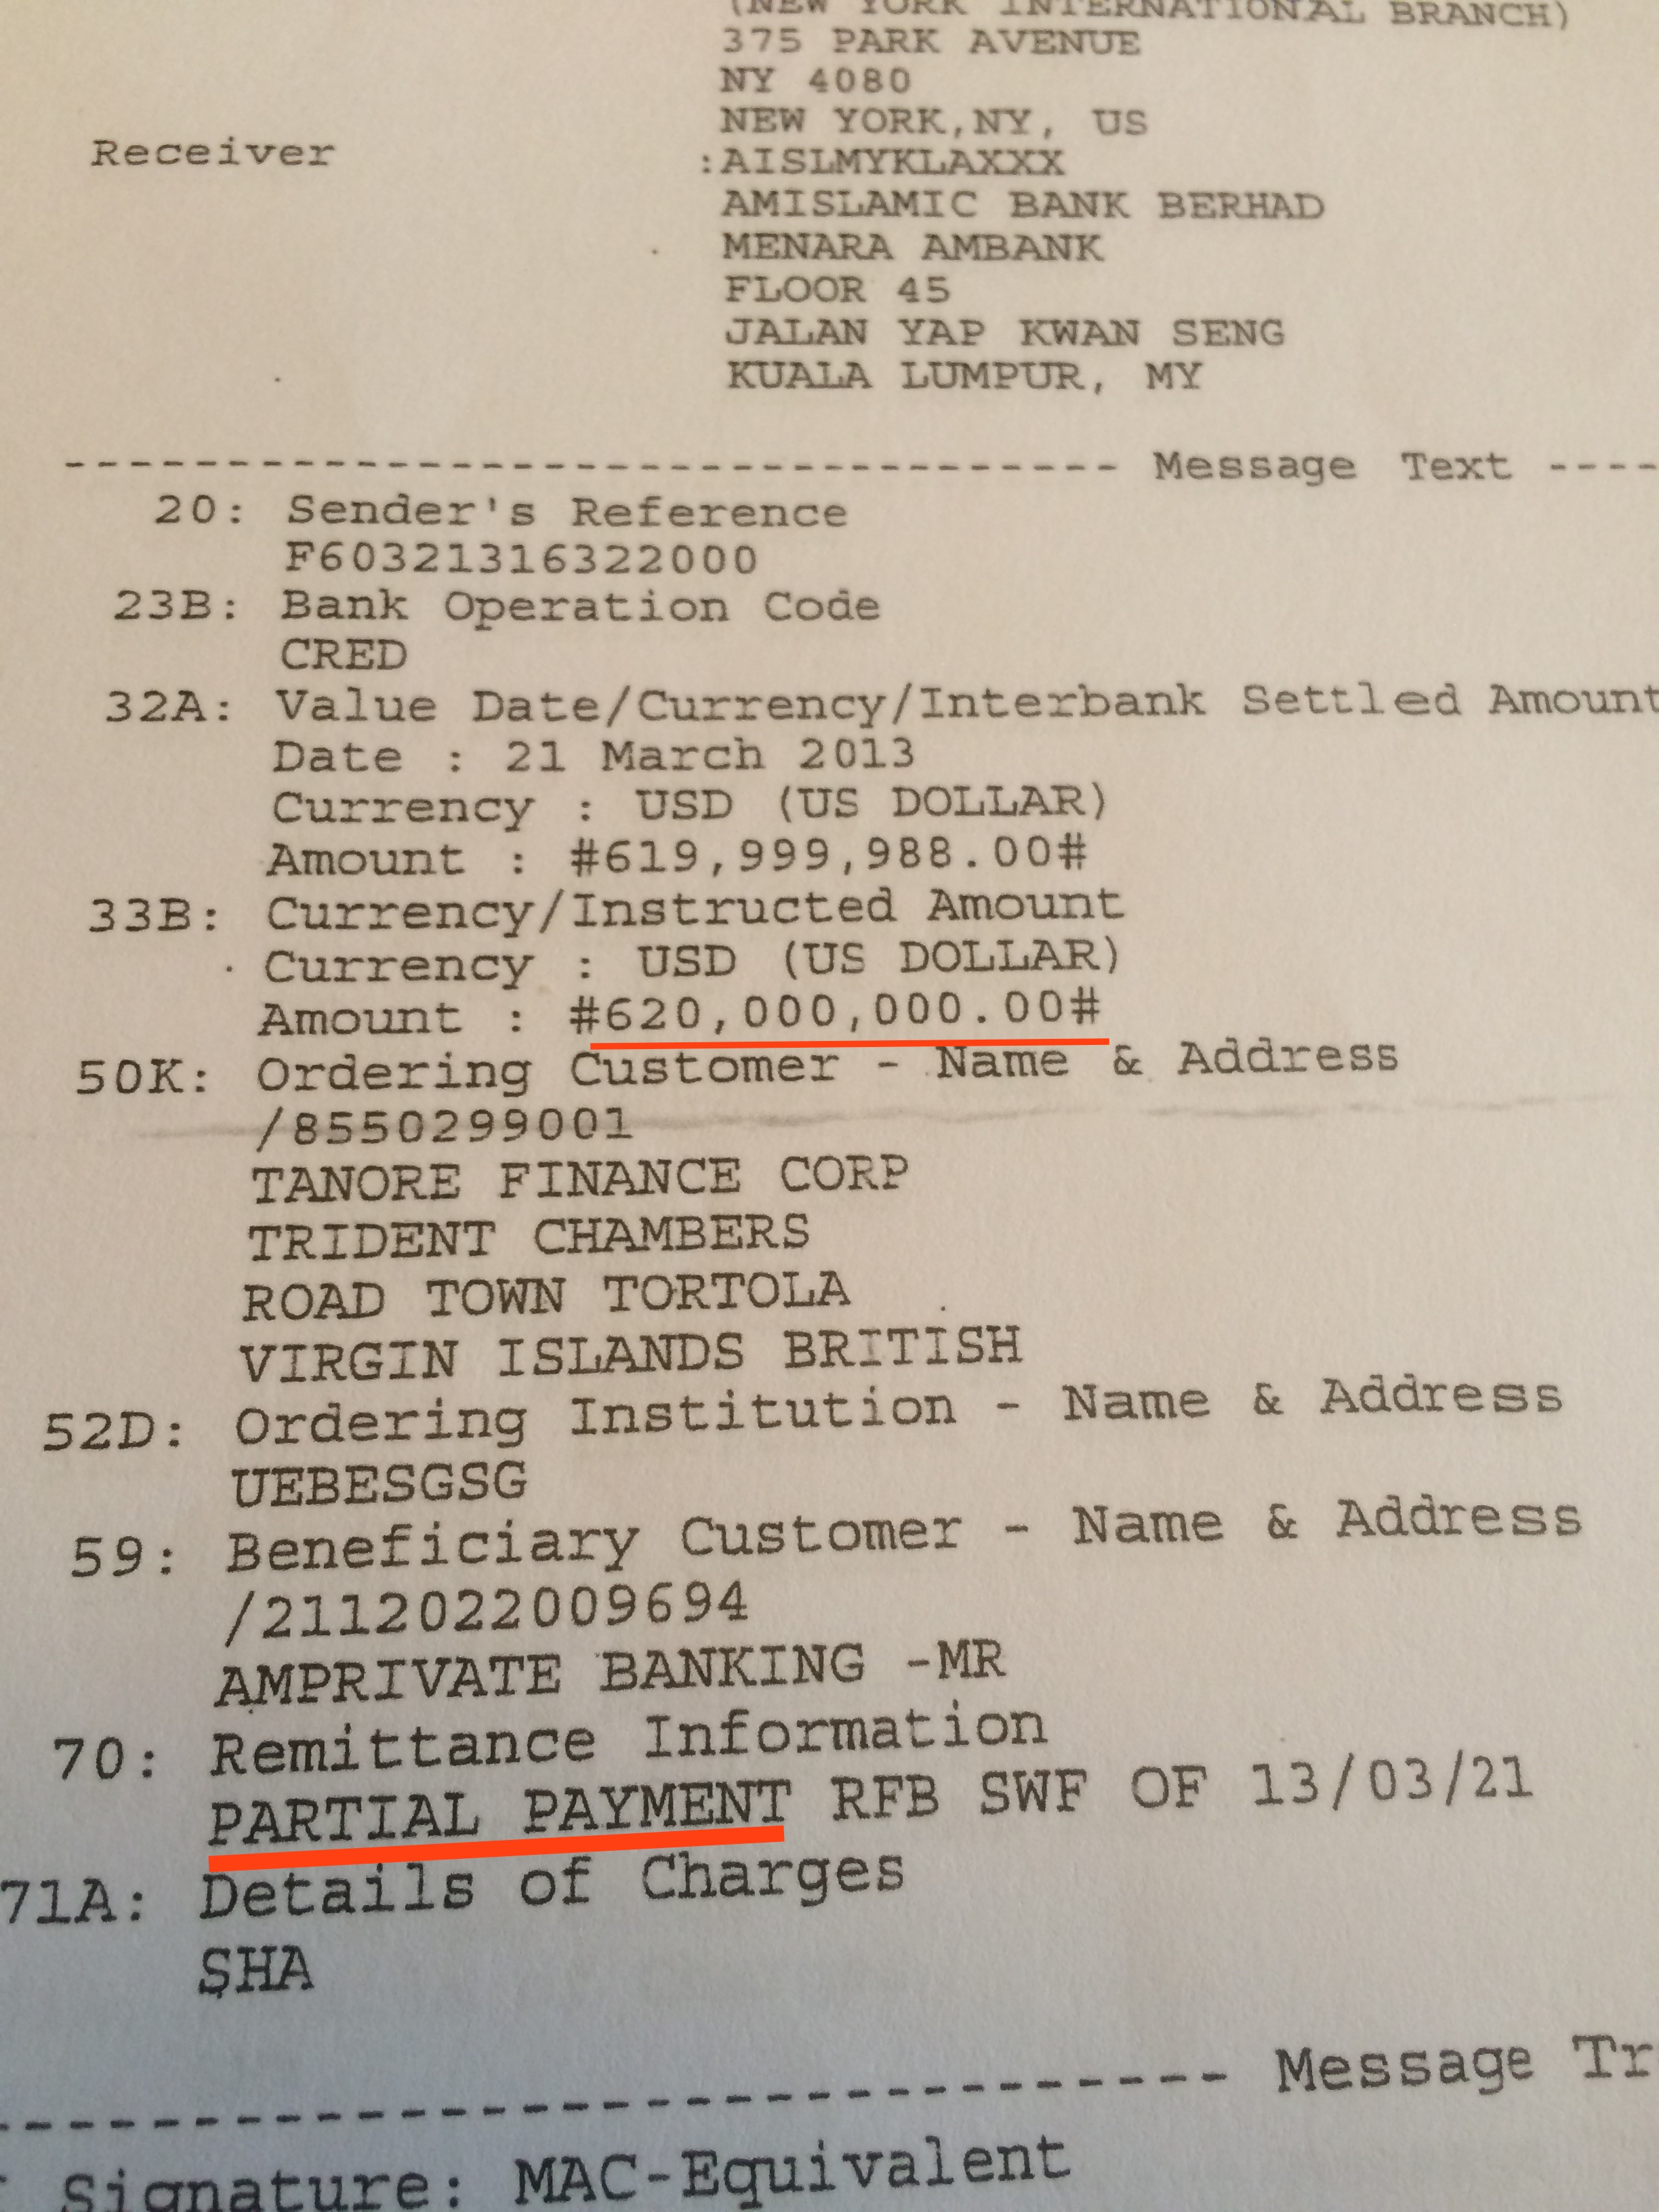 (NEW YORK INTERNATIONAL BRANCH)
375 PARK AVENUE
NY 4080
NEW YORK,NY, US
Receiver :AISLMYKLAXXX
AMISLAMIC BANK BERHAD
MENARA AMBANK
FLOOR 45
JALAN YAP KWAN SENG
KUALA LUMPUR, MY
--------------------------------- Message Text ----
20: Sender's Reference
F60321316322000
23B: Bank Operation Code
CRED
32A: Value Date/Currency/Interbank Settled Amount
Date : 21 March 2013
Currency : USD (US DOLLAR)
Amount : #619,999,988.00#
33B: Currency/Instructed Amount
Currency : USD (US DOLLAR)
Amount : #620,000,000.00#
50K: Ordering Customer - Name & Address
/8550299001
TANORE FINANCE CORP
TRIDENT CHAMBERS
ROAD TOWN TORTOLA
VIRGIN ISLANDS BRITISH
52D: Ordering Institution - Name & Address
UEBESGSG
59: Beneficiary Customer - Name & Address
/2112022009694
AMPRIVATE BANKING -MR
70: Remittance Information
PARTIAL PAYMENT RFB SWF OF 13/03/21
71A: Details of Charges
SHA
--------------------------- Message Tr
Signature: MAC-Equivalent